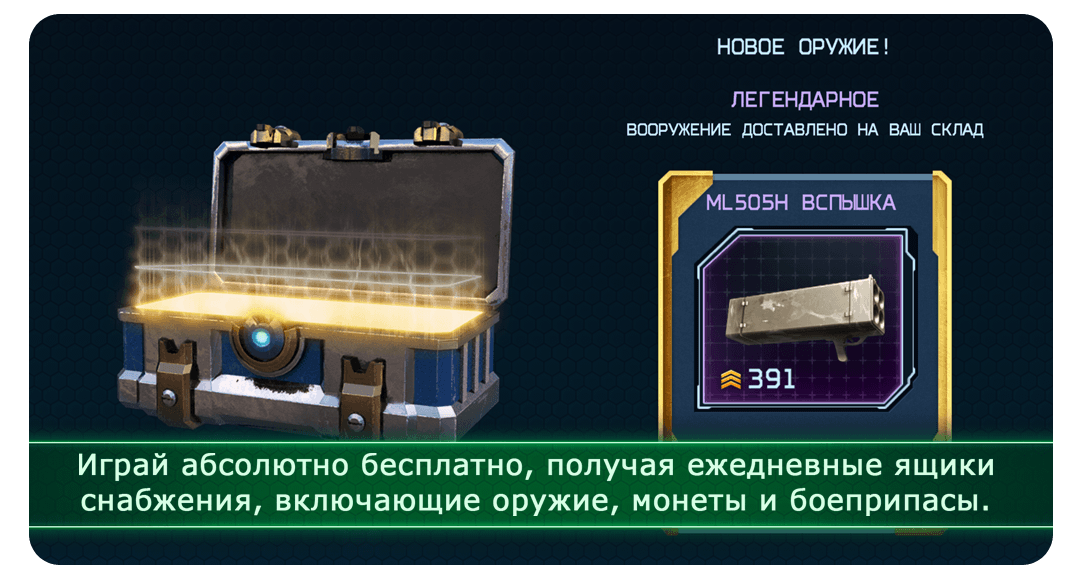 НОВОЕ ОРУЖИЕ!
ЛЕГЕНДАРНОЕ
ВООРУЖЕНИЕ ДОСТАВЛЕНО НА ВАШ СКЛАД
ML505H ВСПЫШКА
391
Играй абсолютно бесплатно, получая ежедневные ящики
снабжения, включающие оружие, монеты и боеприпасы.